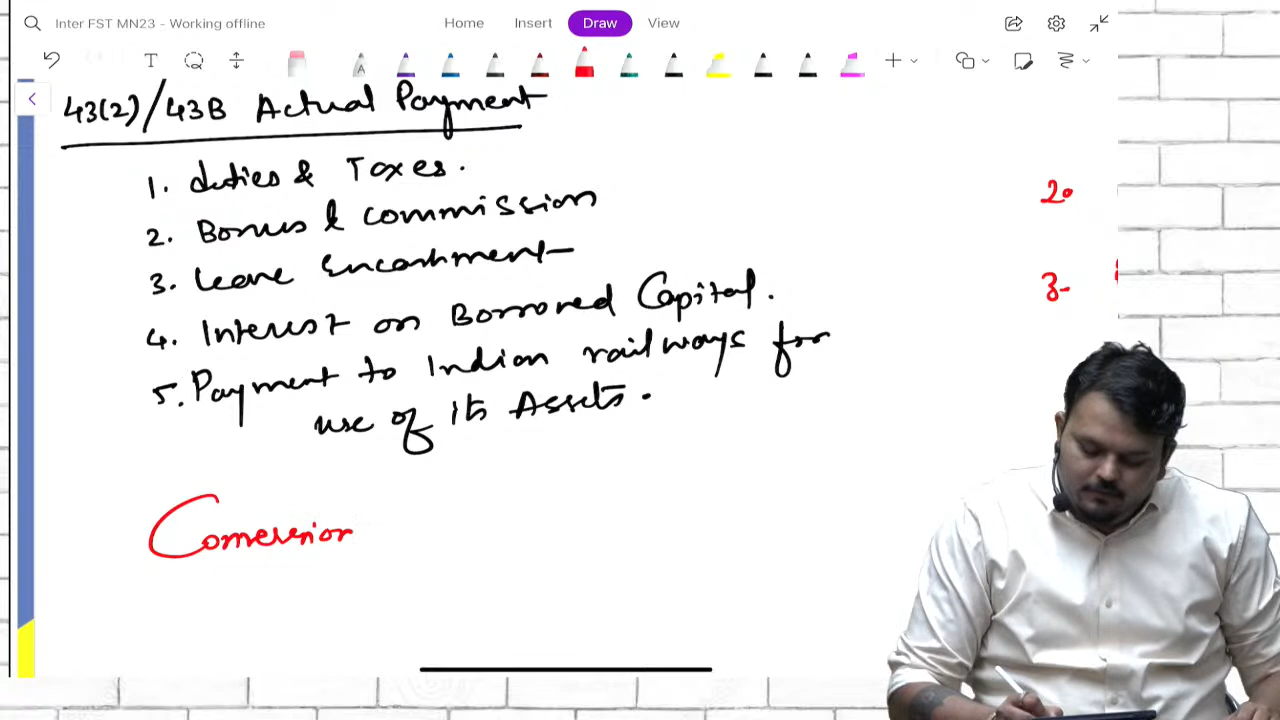 Inter FST MN23 - Working offline
Home Insert Draw View
43(2)/43B Actual Payment
1. Duties & Taxes.
2. Bonus & commission
3. Leave Encashment
4. Interest on Borrored Capital.
5. Payment to Indian railways for
use of its Assets.
Conversion
20
3-